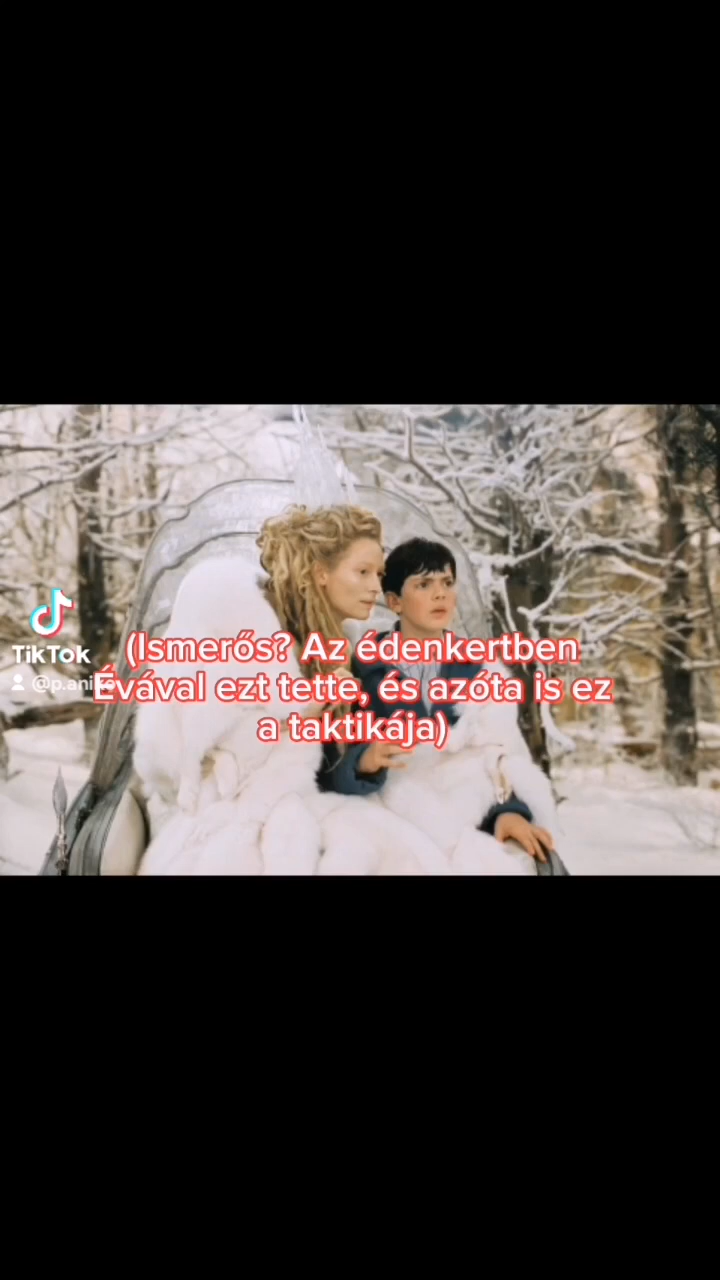 (Ismerős? Az édenkertben
Évával ezt tette, és azóta is ez
a taktikája)
TikTok